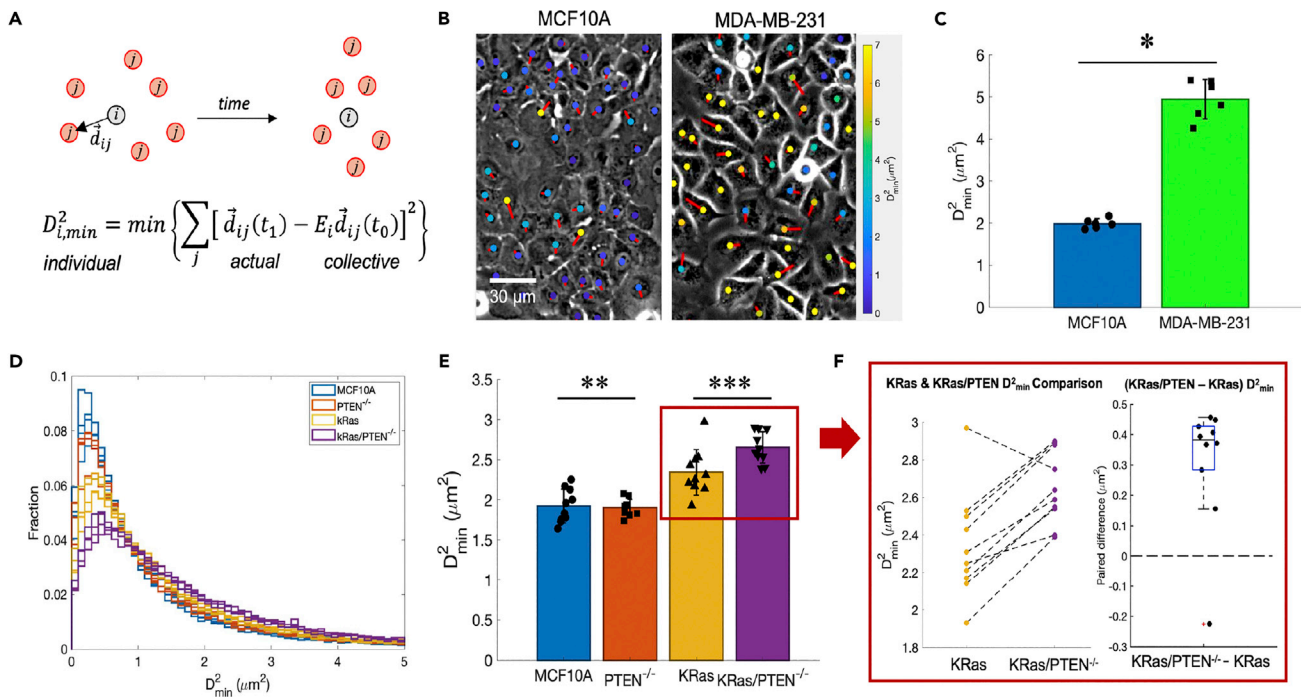 A
j
j
j
j
i
j
d⃗ij
j
j
time
j
j
j
i
j
j
j
D²i,min = min { ∑j [ d⃗ij(t1) − Ei d⃗ij(t0) ]² }
individual actual collective
B
MCF10A MDA-MB-231
30 μm
7
6
5
4
3
2
1
0
D²min(μm²)
C
*
6
5
4
3
2
1
0
D²min (μm²)
MCF10A MDA-MB-231
D
0.1
0.08
0.06
0.04
0.02
0
Fraction
MCF10A
PTEN-/-
kRas
kRas/PTEN-/-
0 1 2 3 4 5
D²min (μm²)
E
** ***
3.5
3
2.5
2
1.5
1
0.5
0
D²min (μm²)
MCF10A PTEN-/- KRas KRas/PTEN-/-
F
KRas & KRas/PTEN D²min Comparison
3
2.8
2.6
2.4
2.2
2
1.8
D²min (μm²)
KRas KRas/PTEN-/-
(KRas/PTEN – KRas) D²min
0.5
0.4
0.3
0.2
0.1
0
-0.1
-0.2
-0.3
Paired difference (μm²)
KRas/PTEN-/- - KRas